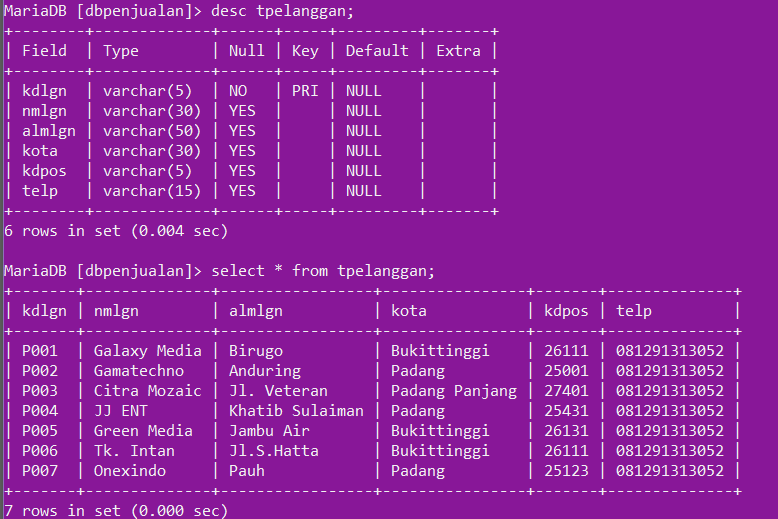 MariaDB [dbpenjualan]> desc tpelanggan;
+--------+-------------+------+-----+---------+-------+
| Field  | Type        | Null | Key | Default | Extra |
+--------+-------------+------+-----+---------+-------+
| kdlgn  | varchar(5)  | NO   | PRI | NULL    |       |
| nmlgn  | varchar(30) | YES  |     | NULL    |       |
| almlgn | varchar(50) | YES  |     | NULL    |       |
| kota   | varchar(30) | YES  |     | NULL    |       |
| kdpos  | varchar(5)  | YES  |     | NULL    |       |
| telp   | varchar(15) | YES  |     | NULL    |       |
+--------+-------------+------+-----+---------+-------+
6 rows in set (0.004 sec)

MariaDB [dbpenjualan]> select * from tpelanggan;
+-------+--------------+-----------------+----------------+-------+--------------+
| kdlgn | nmlgn        | almlgn          | kota           | kdpos | telp         |
+-------+--------------+-----------------+----------------+-------+--------------+
| P001  | Galaxy Media | Birugo          | Bukittinggi    | 26111 | 081291313052 |
| P002  | Gamatechno   | Anduring        | Padang         | 25001 | 081291313052 |
| P003  | Citra Mozaic | Jl. Veteran     | Padang Panjang | 27401 | 081291313052 |
| P004  | JJ ENT       | Khatib Sulaiman | Padang         | 25431 | 081291313052 |
| P005  | Green Media  | Jambu Air       | Bukittinggi    | 26131 | 081291313052 |
| P006  | Tk. Intan    | Jl.S.Hatta      | Bukittinggi    | 26111 | 081291313052 |
| P007  | Onexindo     | Pauh            | Padang         | 25123 | 081291313052 |
+-------+--------------+-----------------+----------------+-------+--------------+
7 rows in set (0.000 sec)